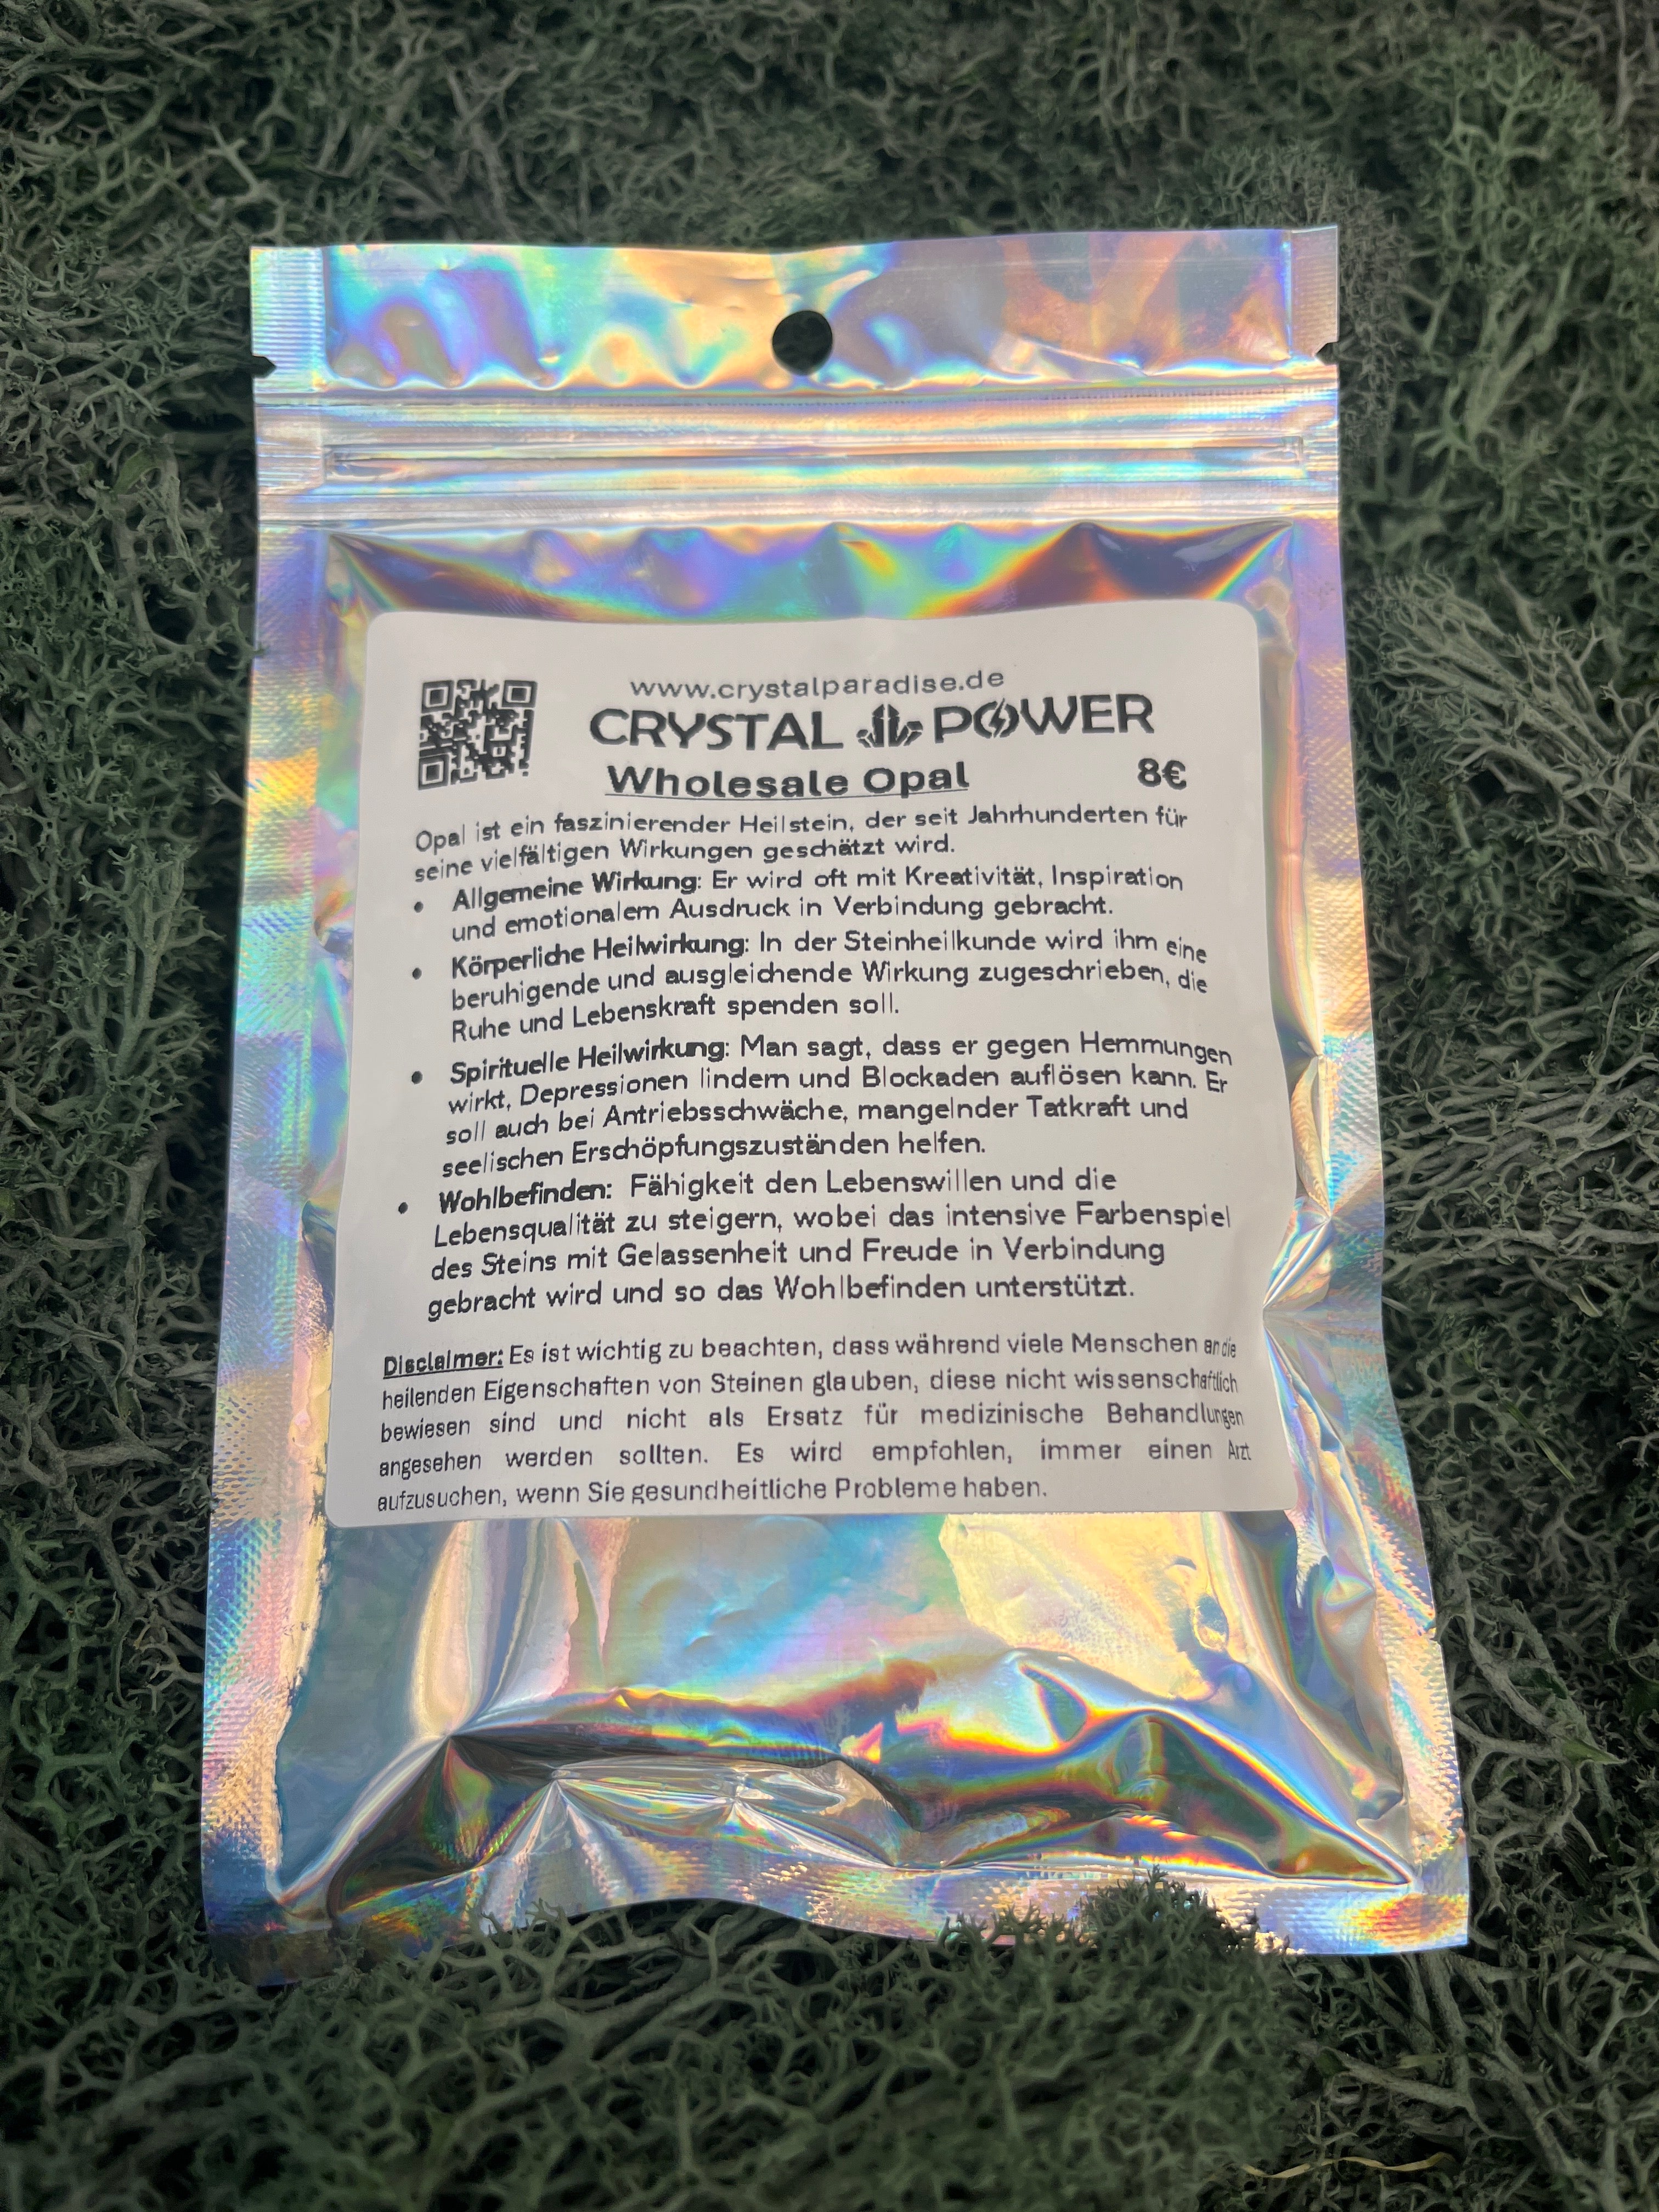 www.crystalparadise.de
CRYSTAL POWER
Wholesale Opal 8€
Opal ist ein faszinierender Heilstein, der seit Jahrhunderten für
seine vielfältigen Wirkungen geschätzt wird.
• Allgemeine Wirkung: Er wird oft mit Kreativität, Inspiration
und emotionalem Ausdruck in Verbindung gebracht.
• Körperliche Heilwirkung: In der Steinheilkunde wird ihm eine
beruhigende und ausgleichende Wirkung zugeschrieben, die
Ruhe und Lebenskraft spenden soll.
• Spirituelle Heilwirkung: Man sagt, dass er gegen Hemmungen
wirkt, Depressionen lindern und Blockaden auflösen kann. Er
soll auch bei Antriebsschwäche, mangelnder Tatkraft und
seelischen Erschöpfungszuständen helfen.
• Wohlbefinden: Fähigkeit den Lebenswillen und die
Lebensqualität zu steigern, wobei das intensive Farbenspiel
des Steins mit Gelassenheit und Freude in Verbindung
gebracht wird und so das Wohlbefinden unterstützt.
Disclaimer: Es ist wichtig zu beachten, dass während viele Menschen an die
heilenden Eigenschaften von Steinen glauben, diese nicht wissenschaftlich
bewiesen sind und nicht als Ersatz für medizinische Behandlungen
angesehen werden sollten. Es wird empfohlen, immer einen Arzt
aufzusuchen, wenn Sie gesundheitliche Probleme haben.